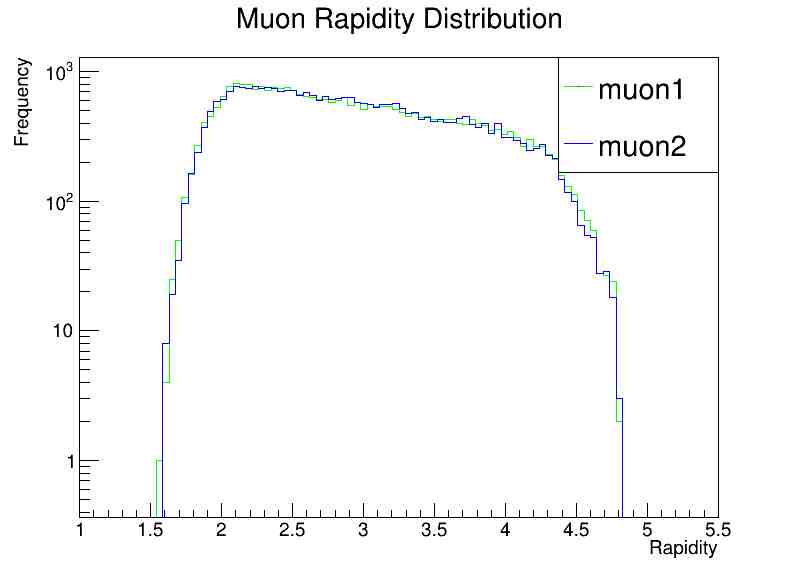 Muon Rapidity Distribution
Frequency
10³
10²
10
1
muon1
muon2
1 1.5 2 2.5 3 3.5 4 4.5 5 5.5
Rapidity